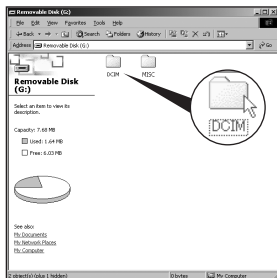 Removable Disk (G:)
File Edit View Favorites Tools Help
Back Search Folders History
Address Removable Disk (G:) Go
DCIM MISC
Removable Disk
(G:)
Select an item to view its
description.
Capacity: 7.68 MB
Used: 1.64 MB
Free: 6.03 MB
DCIM
See also:
My Documents
My Network Places
My Computer
2 object(s) (plus 1 hidden) 0 bytes My Computer